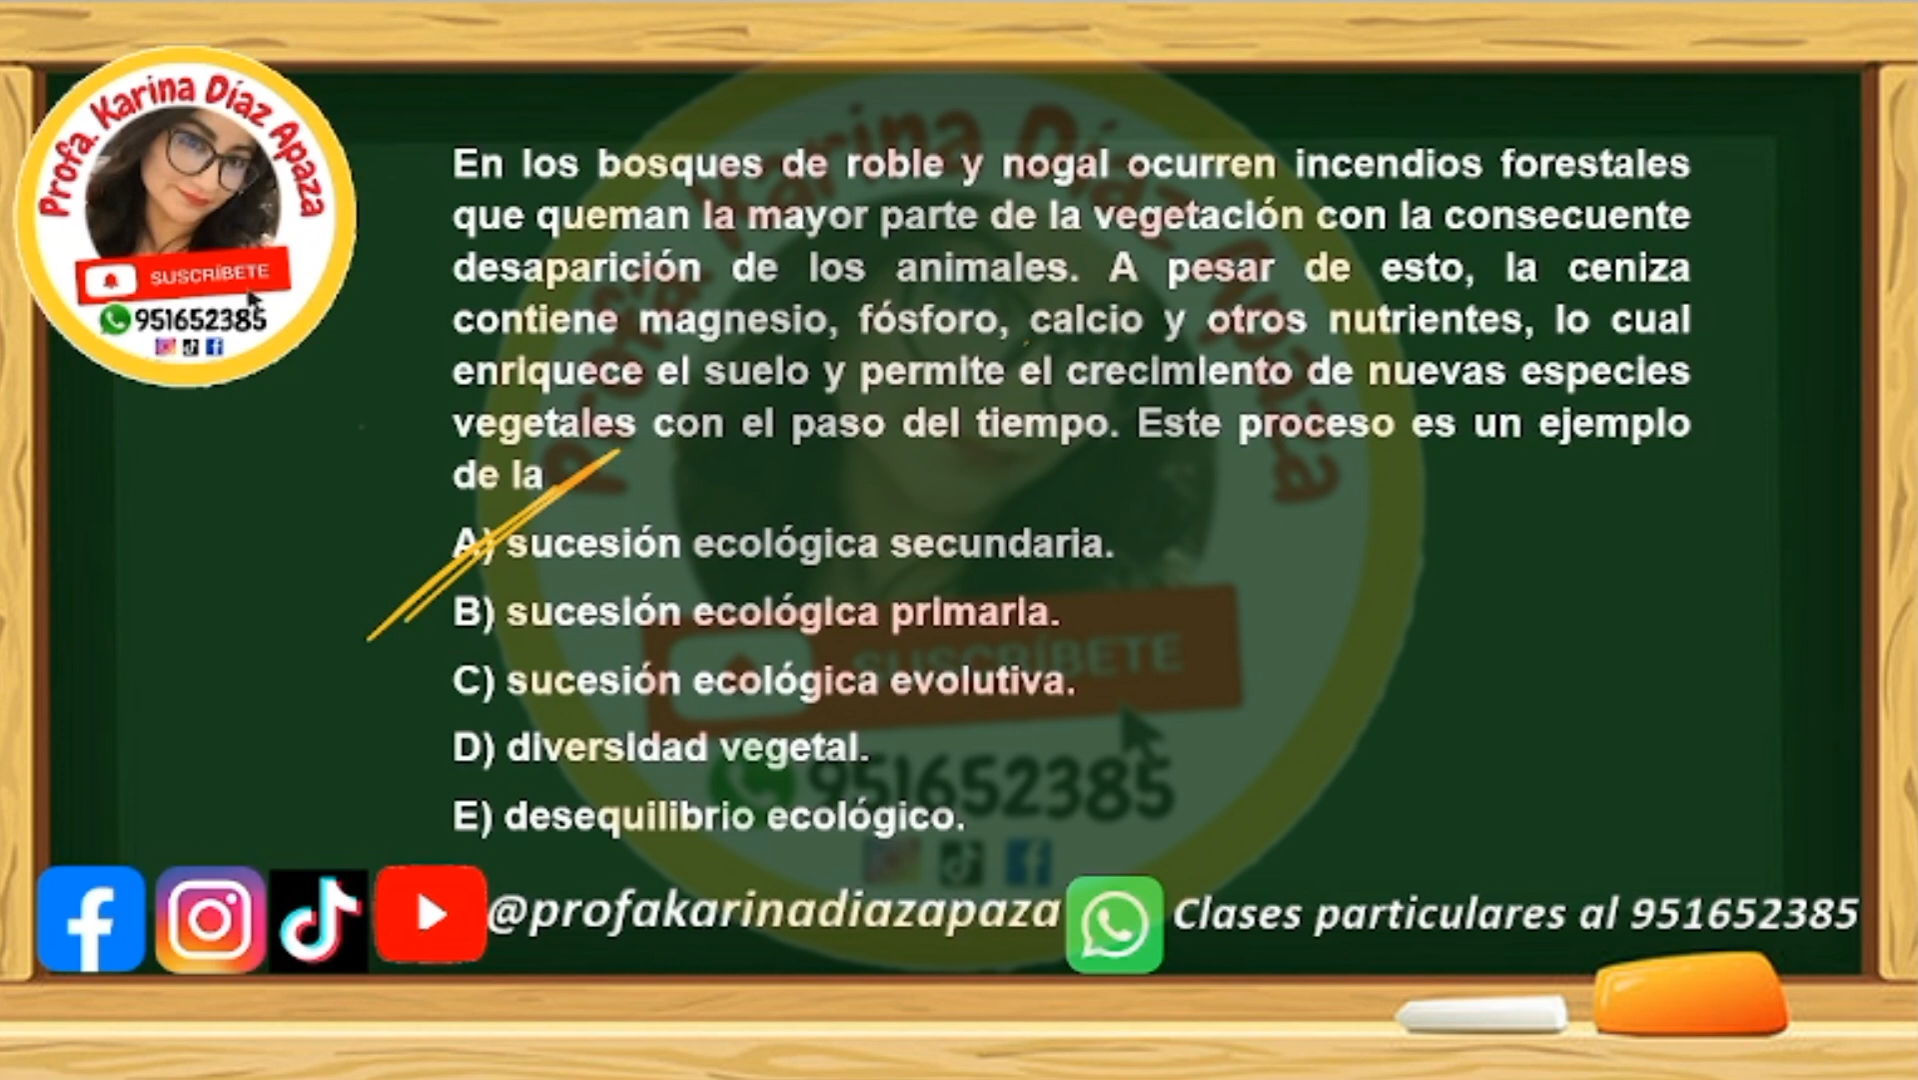 Profa. Karina Díaz Apaza
SUSCRÍBETE
951652385
En los bosques de roble y nogal ocurren incendios forestales
que queman la mayor parte de la vegetación con la consecuente
desaparición de los animales. A pesar de esto, la ceniza
contiene magnesio, fósforo, calcio y otros nutrientes, lo cual
enriquece el suelo y permite el crecimiento de nuevas especies
vegetales con el paso del tiempo. Este proceso es un ejemplo
de la
A) sucesión ecológica secundaria.
B) sucesión ecológica primaria.
C) sucesión ecológica evolutiva.
D) diversidad vegetal.
E) desequilibrio ecológico.
Profa. Karina Díaz Apaza
SUSCRÍBETE
951652385
@profakarinadiazapaza
Clases particulares al 951652385